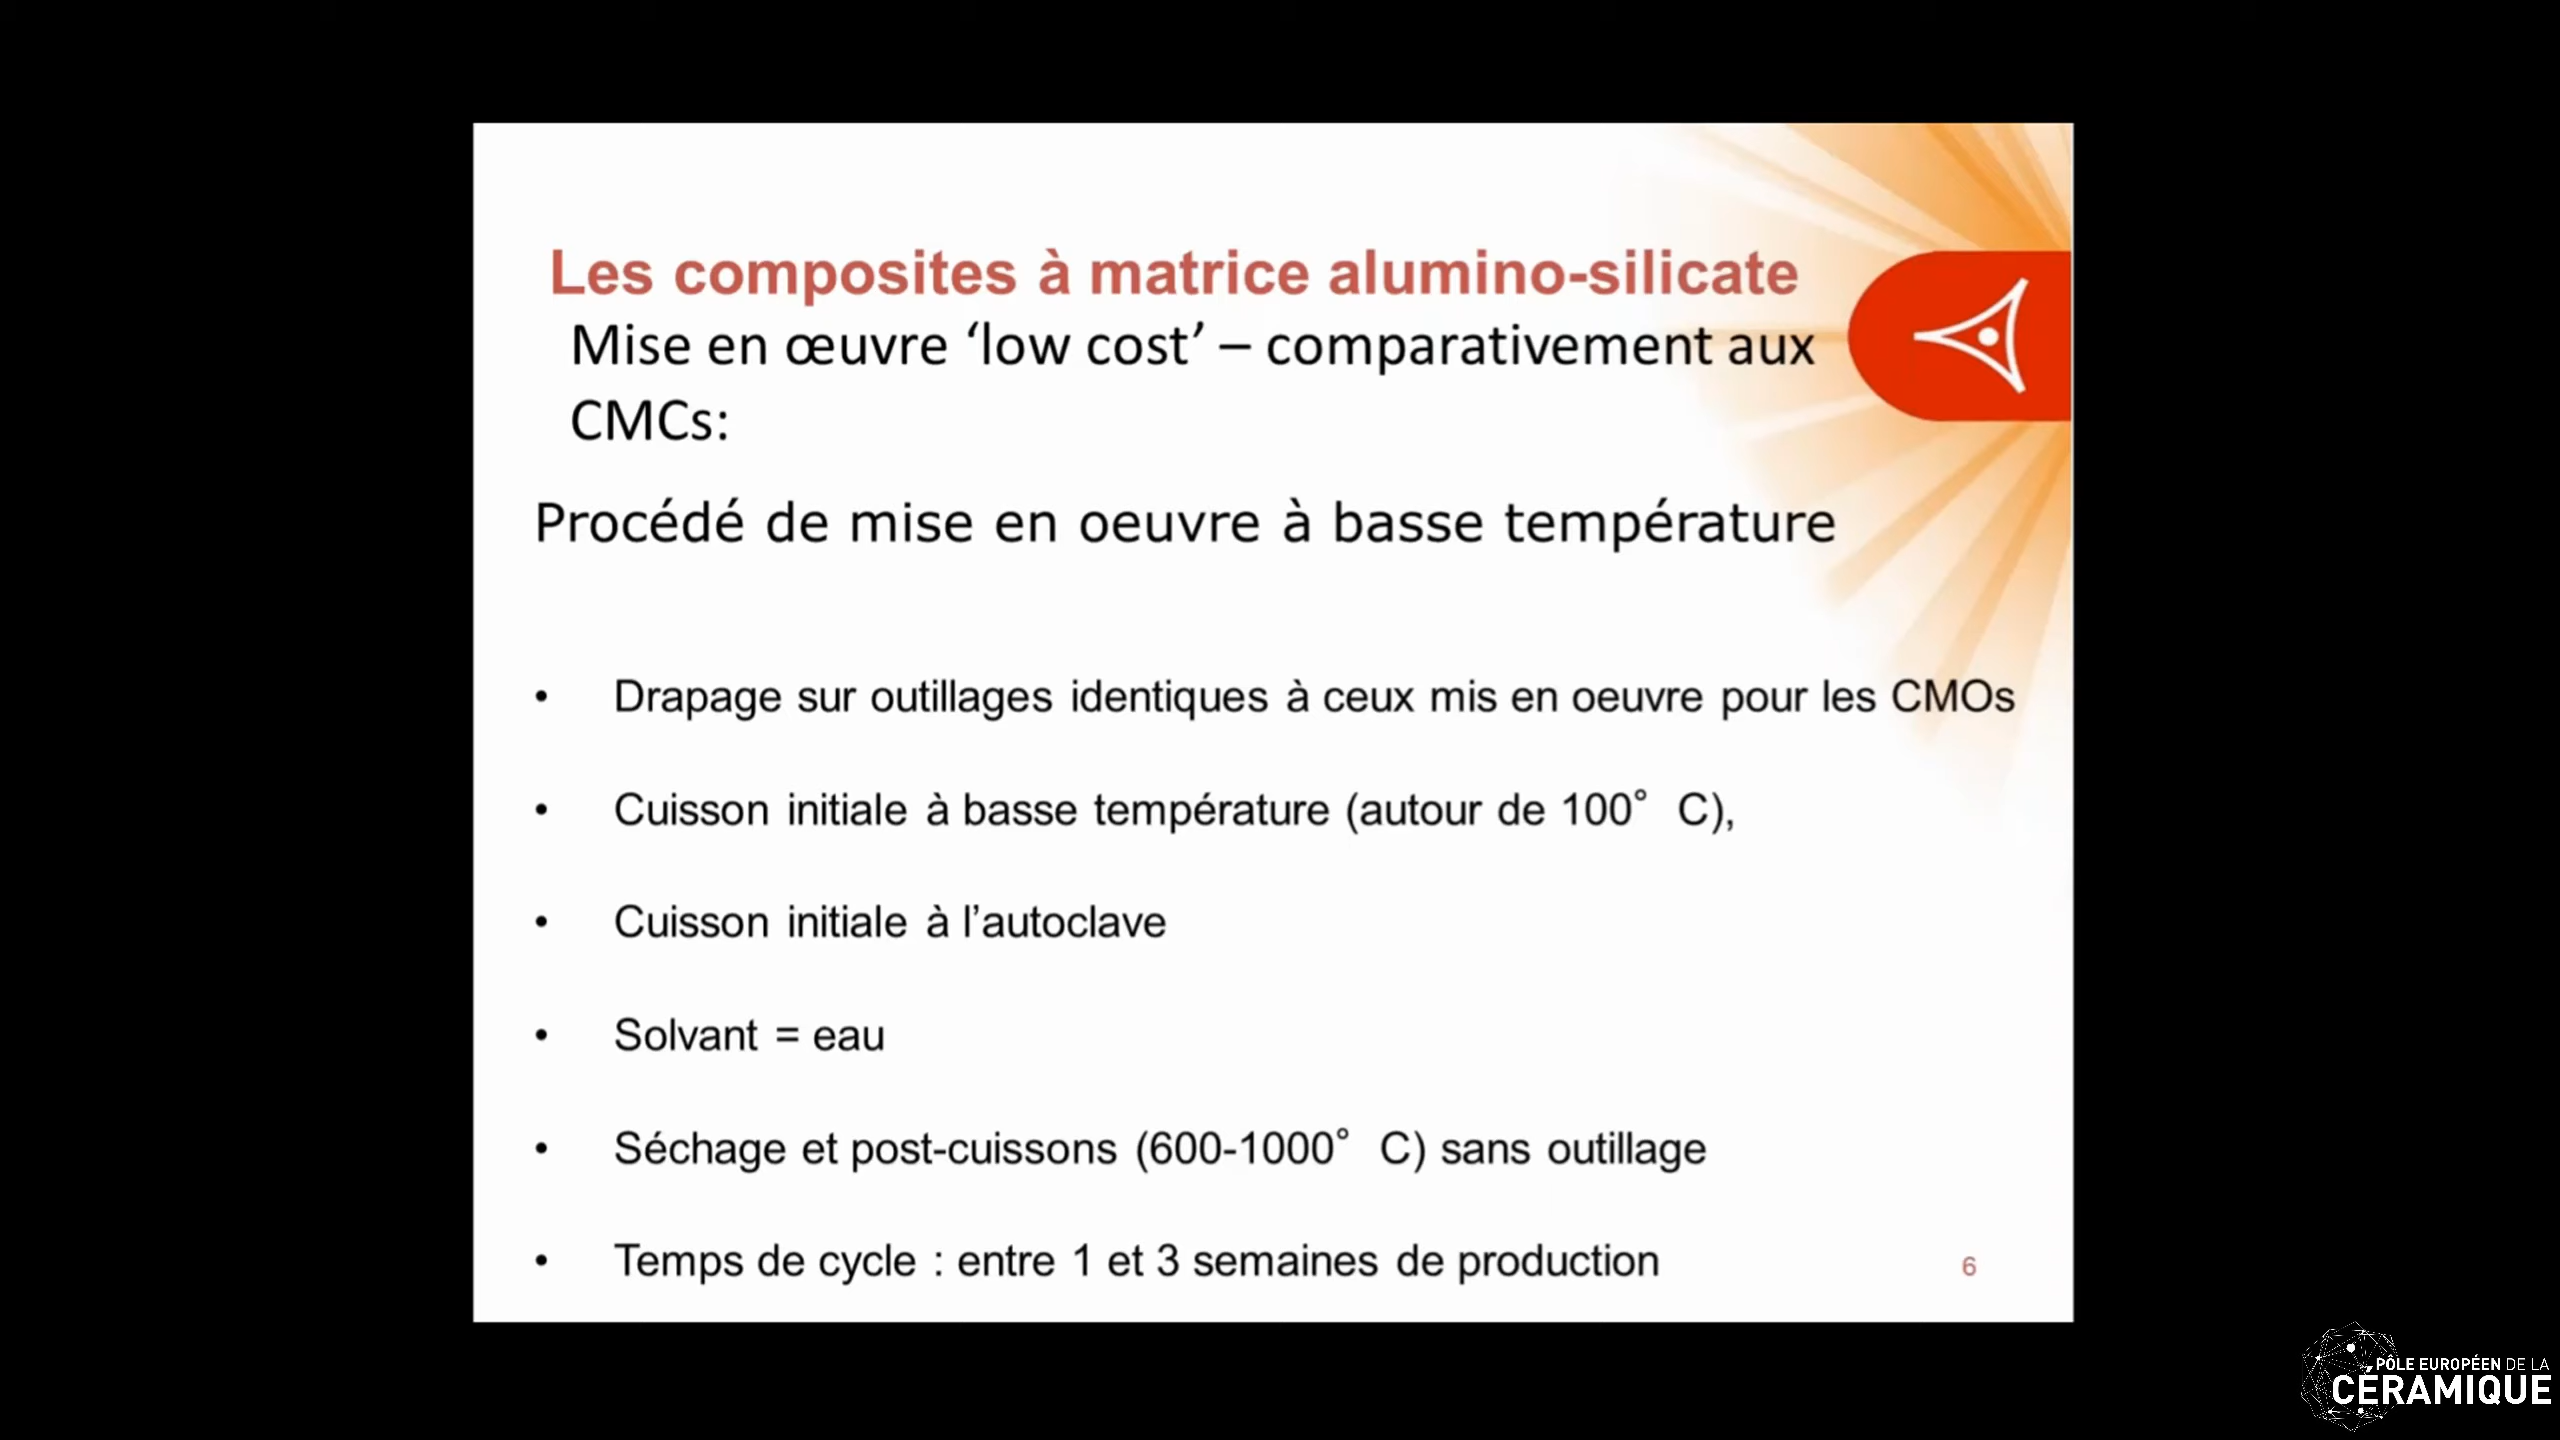 Les composites à matrice alumino-silicate
Mise en œuvre ‘low cost’ – comparativement aux
CMCs:
Procédé de mise en oeuvre à basse température
• Drapage sur outillages identiques à ceux mis en oeuvre pour les CMOs
• Cuisson initiale à basse température (autour de 100° C),
• Cuisson initiale à l’autoclave
• Solvant = eau
• Séchage et post-cuissons (600-1000° C) sans outillage
• Temps de cycle : entre 1 et 3 semaines de production
6
PÔLE EUROPÉEN DE LA
CÉRAMIQUE